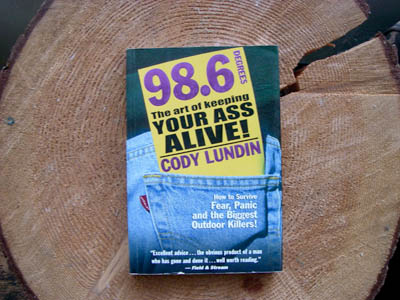 98.6
DEGREES
The art of keeping
YOUR ASS
ALIVE!
CODY LUNDIN
How to Survive
Fear, Panic
and the Biggest
Outdoor Killers!
"Excellent advice . . . the obvious product of a man
who has gone and done it . . . well worth reading."
— Field & Stream